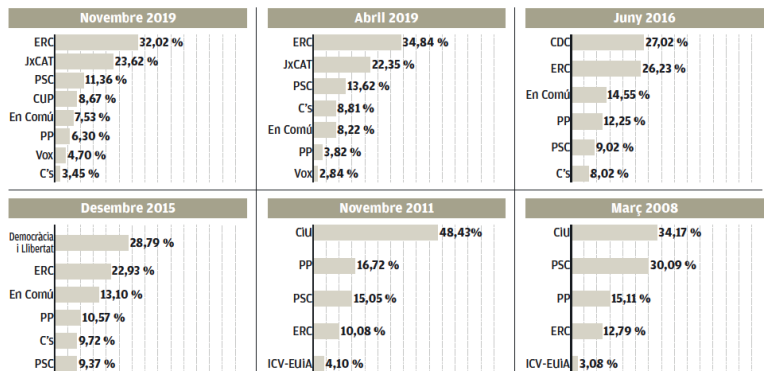 Novembre 2019
ERC 32,02 %
JxCAT 23,62 %
PSC 11,36 %
CUP 8,67 %
En Comú 7,53 %
PP 6,30 %
Vox 4,70 %
C's 3,45 %
Abril 2019
ERC 34,84 %
JxCAT 22,35 %
PSC 13,62 %
C's 8,81 %
En Comú 8,22 %
PP 3,82 %
Vox 2,84 %
Juny 2016
CDC 27,02 %
ERC 26,23 %
En Comú 14,55 %
PP 12,25 %
PSC 9,02 %
C's 8,02 %
Desembre 2015
Democràcia
i Llibertat 28,79 %
ERC 22,93 %
En Comú 13,10 %
PP 10,57 %
C's 9,72 %
PSC 9,37 %
Novembre 2011
CiU 48,43%
PP 16,72 %
PSC 15,05 %
ERC 10,08 %
ICV-EUiA 4,10 %
Març 2008
CiU 34,17 %
PSC 30,09 %
PP 15,11 %
ERC 12,79 %
ICV-EUiA 3,08 %